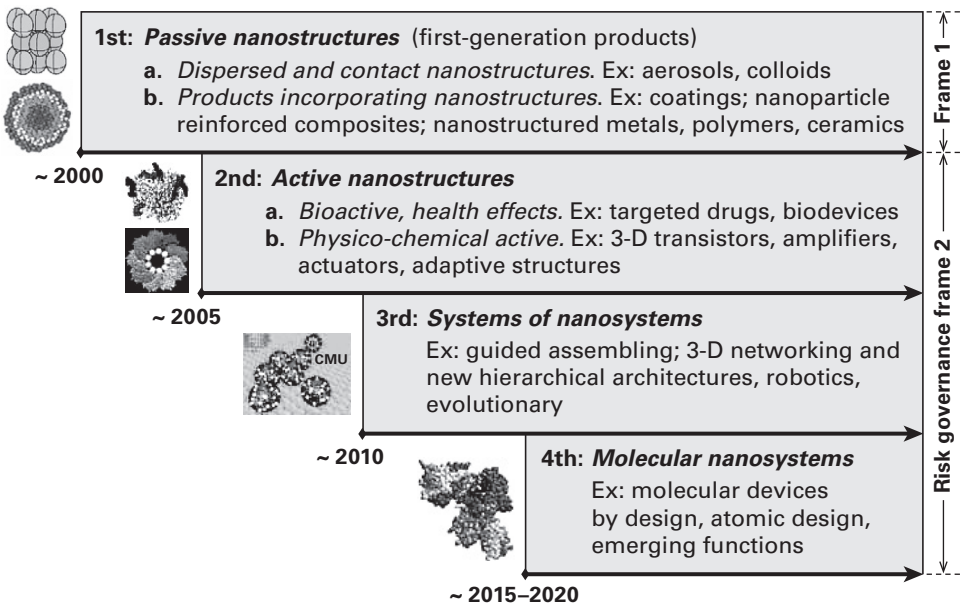 1st: Passive nanostructures (first-generation products)
a. Dispersed and contact nanostructures. Ex: aerosols, colloids
b. Products incorporating nanostructures. Ex: coatings; nanoparticle
reinforced composites; nanostructured metals, polymers, ceramics
Frame 1
~ 2000
2nd: Active nanostructures
a. Bioactive, health effects. Ex: targeted drugs, biodevices
b. Physico-chemical active. Ex: 3-D transistors, amplifiers,
actuators, adaptive structures
~ 2005
3rd: Systems of nanosystems
Ex: guided assembling; 3-D networking and
new hierarchical architectures, robotics,
evolutionary
CMU
~ 2010
4th: Molecular nanosystems
Ex: molecular devices
by design, atomic design,
emerging functions
~ 2015–2020
Risk governance frame 2